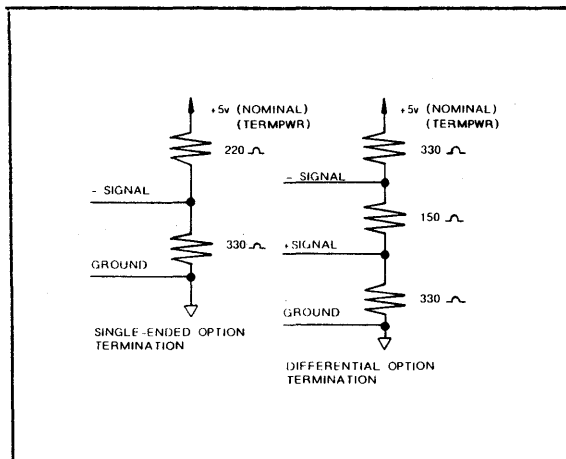 +5v (NOMINAL)
(TERMPWR)
220 Ω
- SIGNAL
330 Ω
GROUND
SINGLE-ENDED OPTION
TERMINATION
+5v (NOMINAL)
(TERMPWR)
330 Ω
- SIGNAL
150 Ω
+SIGNAL
330 Ω
GROUND
DIFFERENTIAL OPTION
TERMINATION